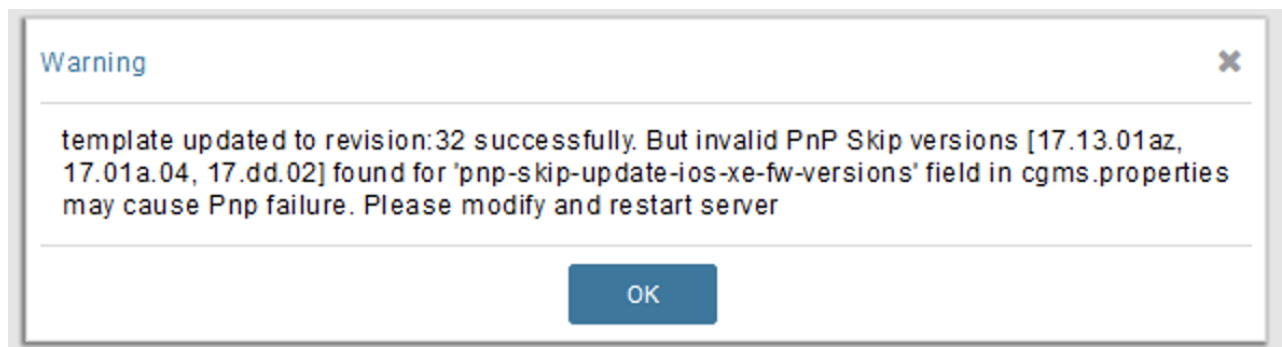 Warning
template updated to revision:32 successfully. But invalid PnP Skip versions [17.13.01az,
17.01a.04, 17.dd.02] found for 'pnp-skip-update-ios-xe-fw-versions' field in cgms.properties
may cause Pnp failure. Please modify and restart server
OK